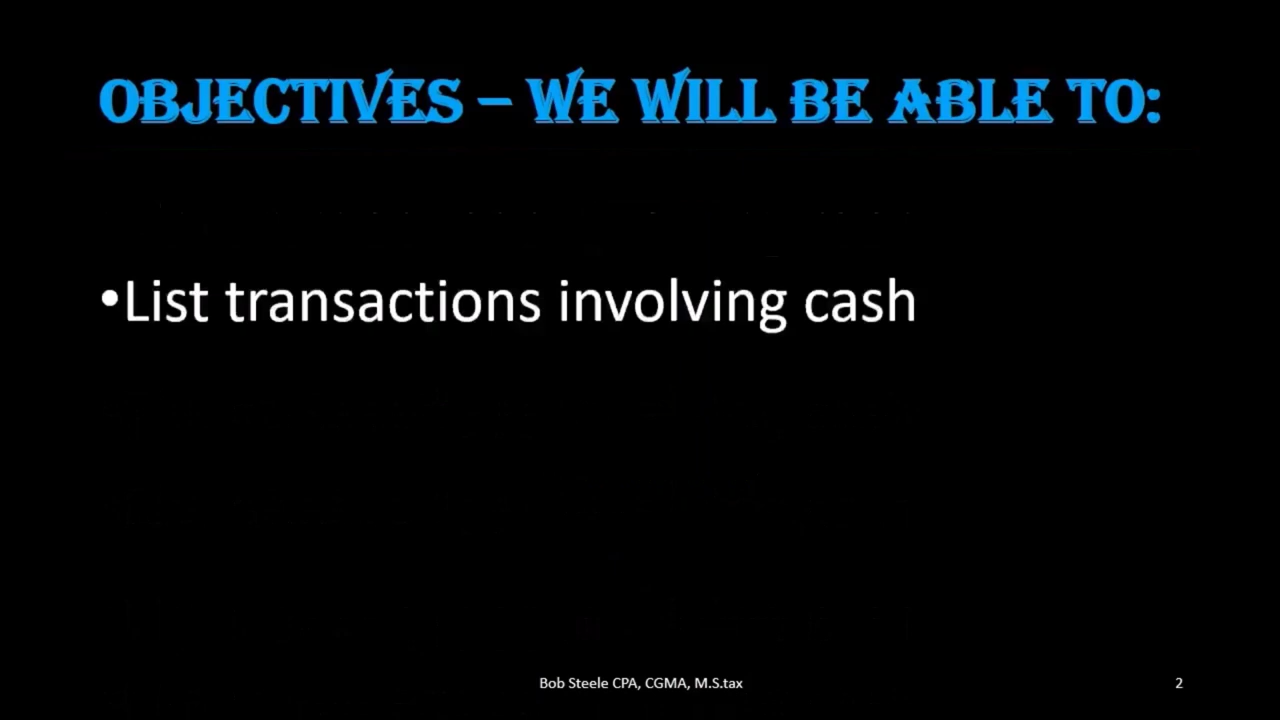 OBJECTIVES – WE WILL BE ABLE TO:
•List transactions involving cash
Bob Steele CPA, CGMA, M.S.tax
2